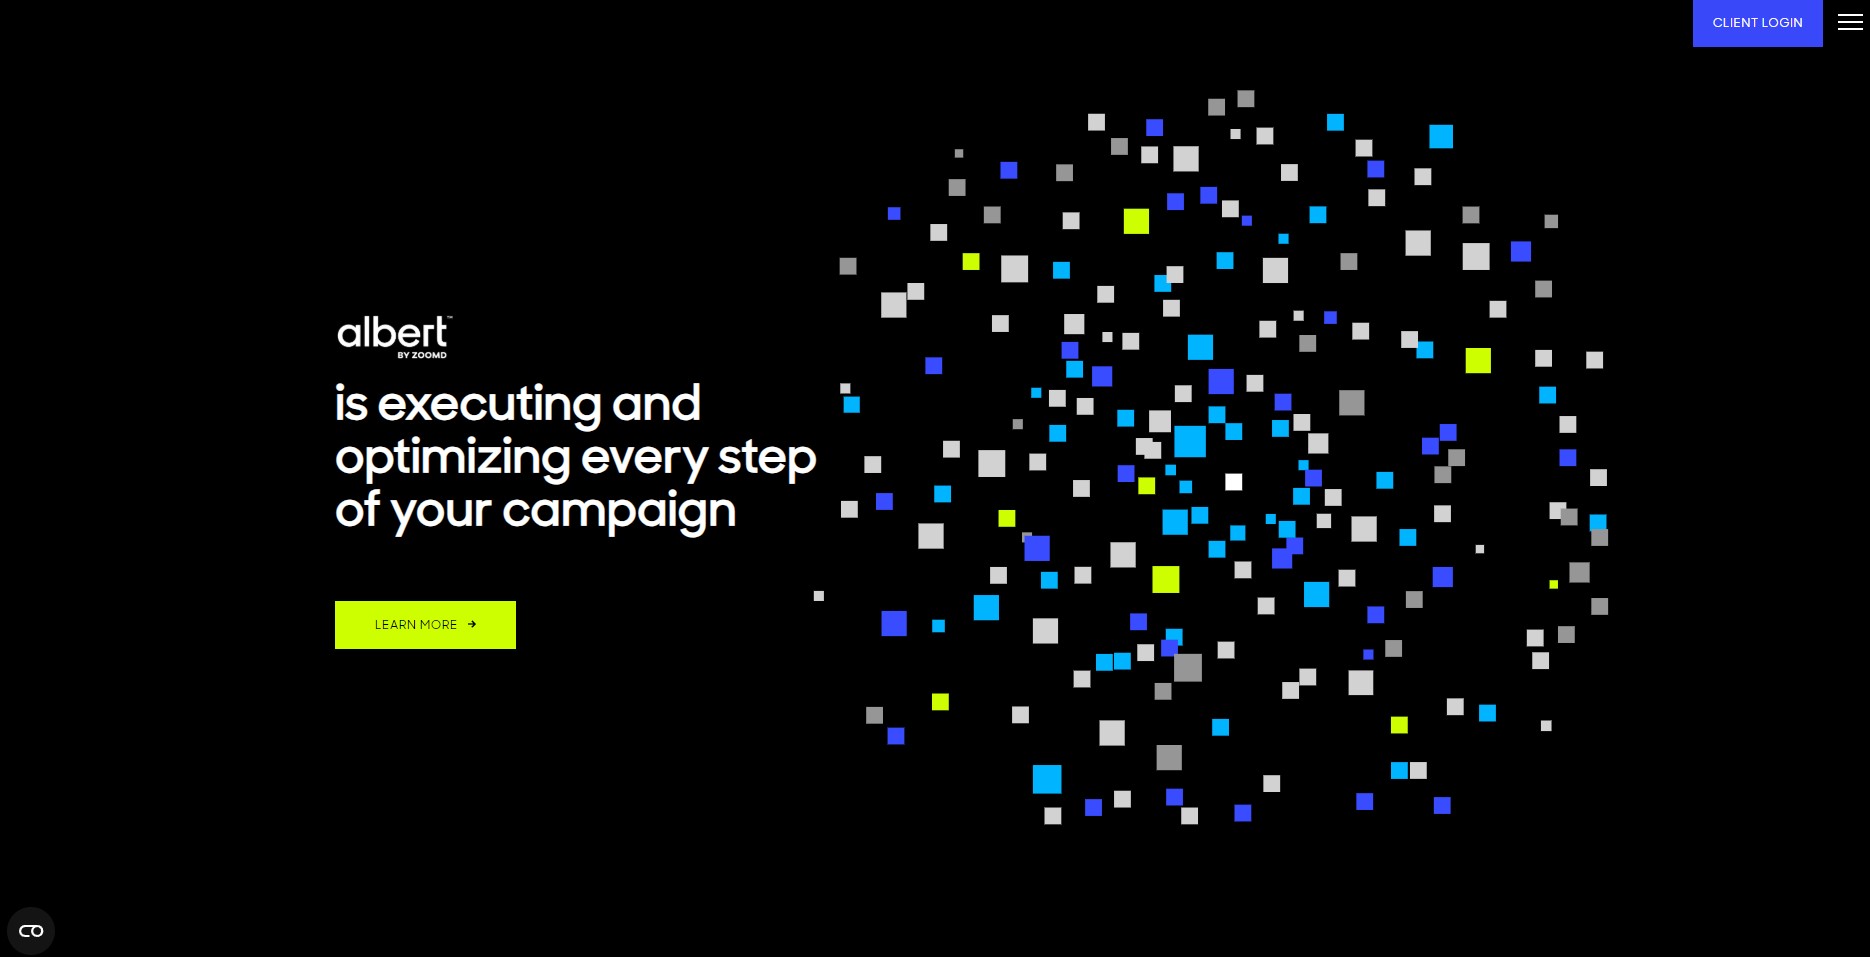 CLIENT LOGIN
albert™
BY ZOOMD
is executing and
optimizing every step
of your campaign
LEARN MORE →